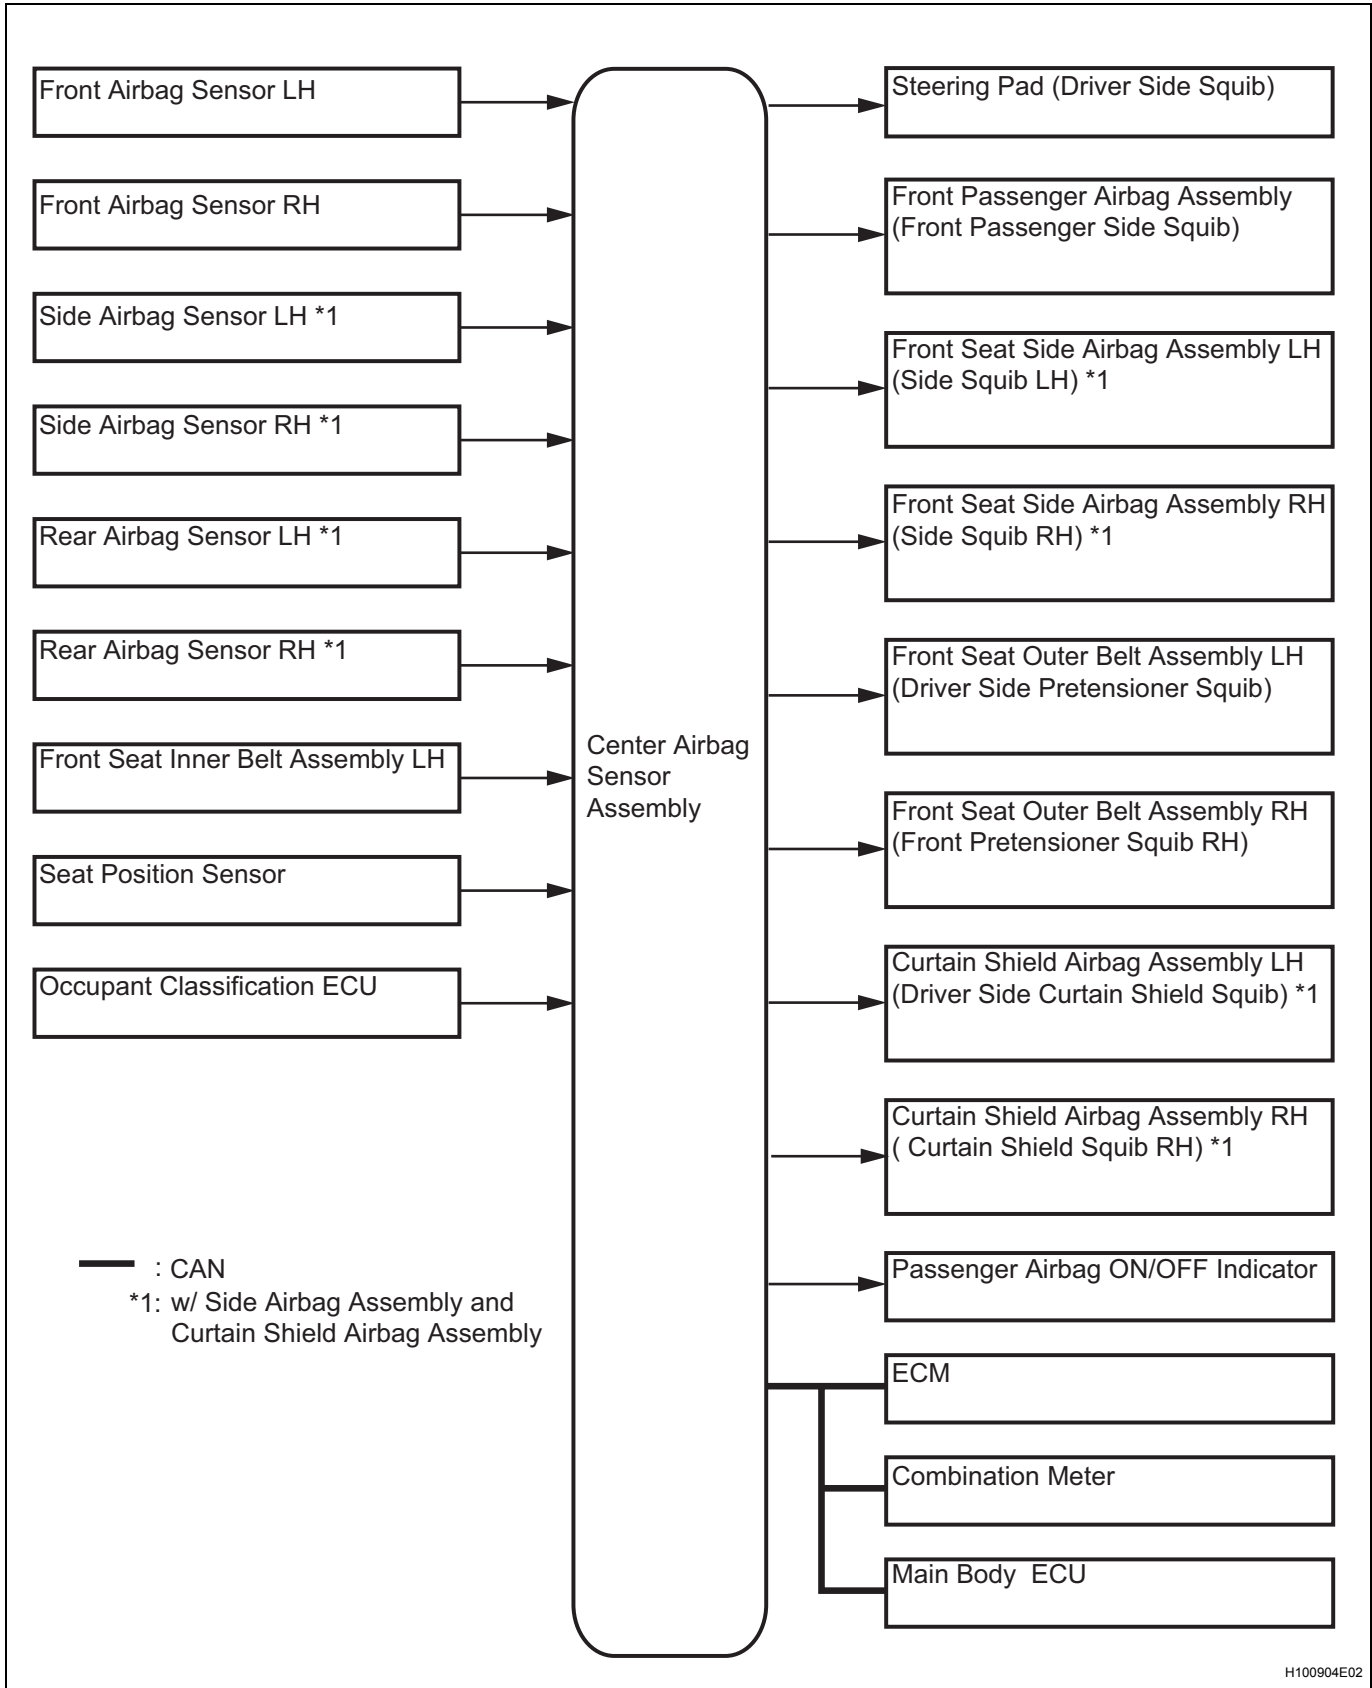 Front Airbag Sensor LH
Front Airbag Sensor RH
Side Airbag Sensor LH *1
Side Airbag Sensor RH *1
Rear Airbag Sensor LH *1
Rear Airbag Sensor RH *1
Front Seat Inner Belt Assembly LH
Seat Position Sensor
Occupant Classification ECU
: CAN
*1: w/ Side Airbag Assembly and
Curtain Shield Airbag Assembly
Center Airbag
Sensor
Assembly
Steering Pad (Driver Side Squib)
Front Passenger Airbag Assembly
(Front Passenger Side Squib)
Front Seat Side Airbag Assembly LH
(Side Squib LH) *1
Front Seat Side Airbag Assembly RH
(Side Squib RH) *1
Front Seat Outer Belt Assembly LH
(Driver Side Pretensioner Squib)
Front Seat Outer Belt Assembly RH
(Front Pretensioner Squib RH)
Curtain Shield Airbag Assembly LH
(Driver Side Curtain Shield Squib) *1
Curtain Shield Airbag Assembly RH
( Curtain Shield Squib RH) *1
Passenger Airbag ON/OFF Indicator
ECM
Combination Meter
Main Body  ECU
H100904E02